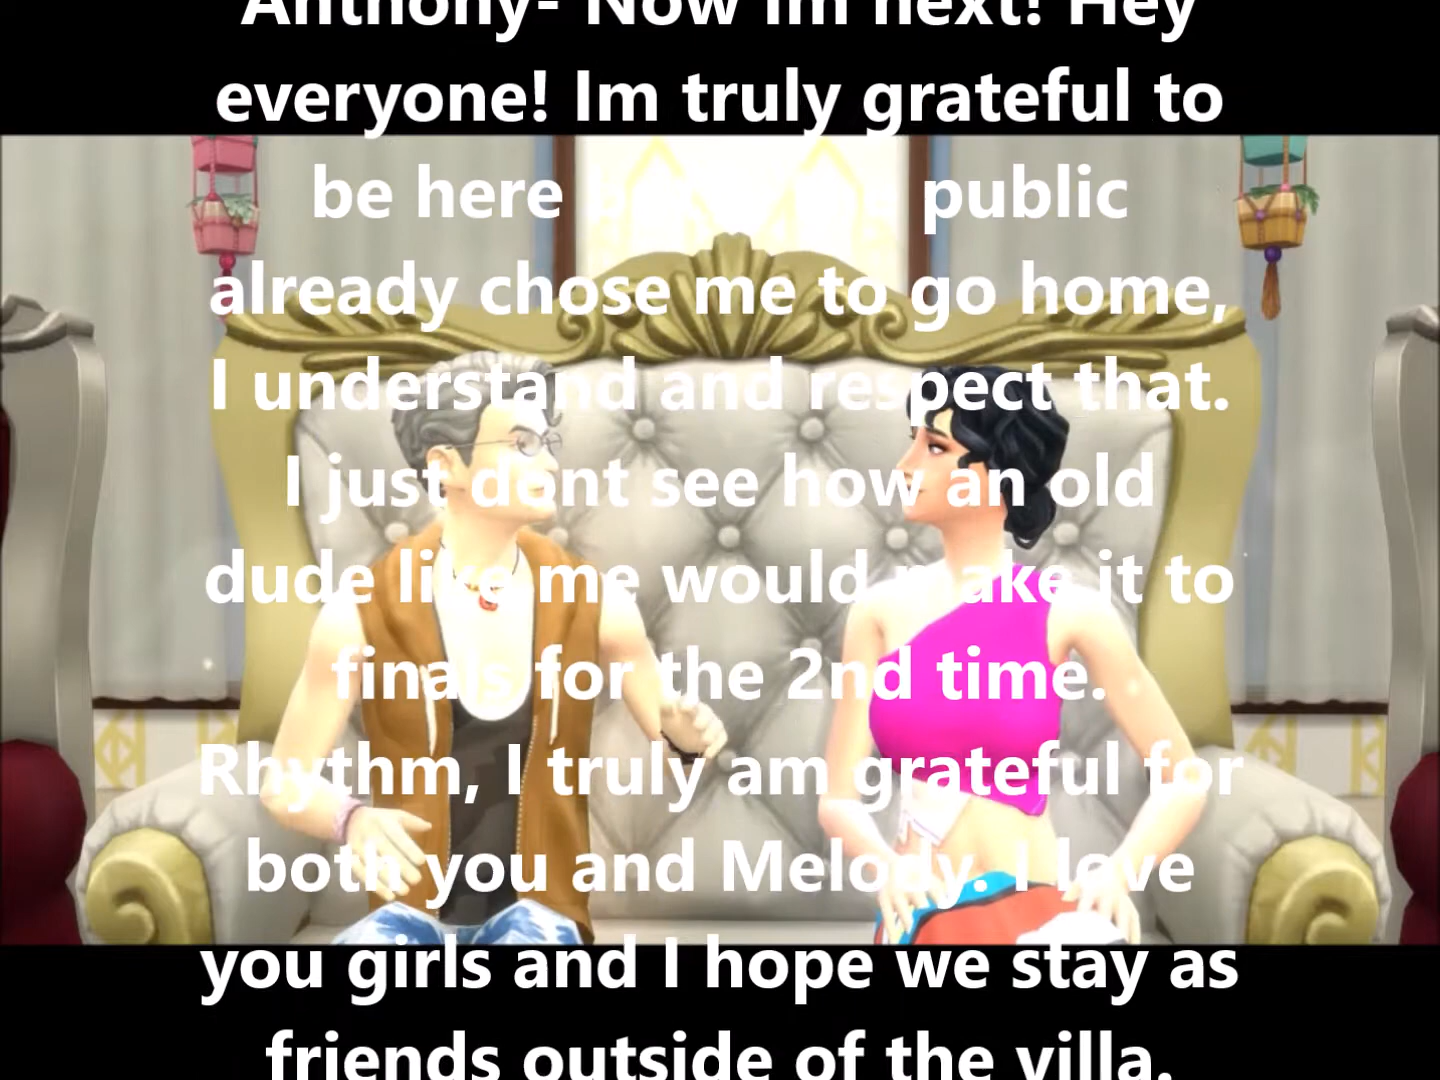 Anthony- Now im next! Hey
everyone! Im truly grateful to
be here but the public
already chose me to go home,
I understand and respect that.
I just dont see how an old
dude like me would make it to
finals for the 2nd time.
Rhythm, I truly am grateful for
both you and Melody. I love
you girls and I hope we stay as
friends outside of the villa.